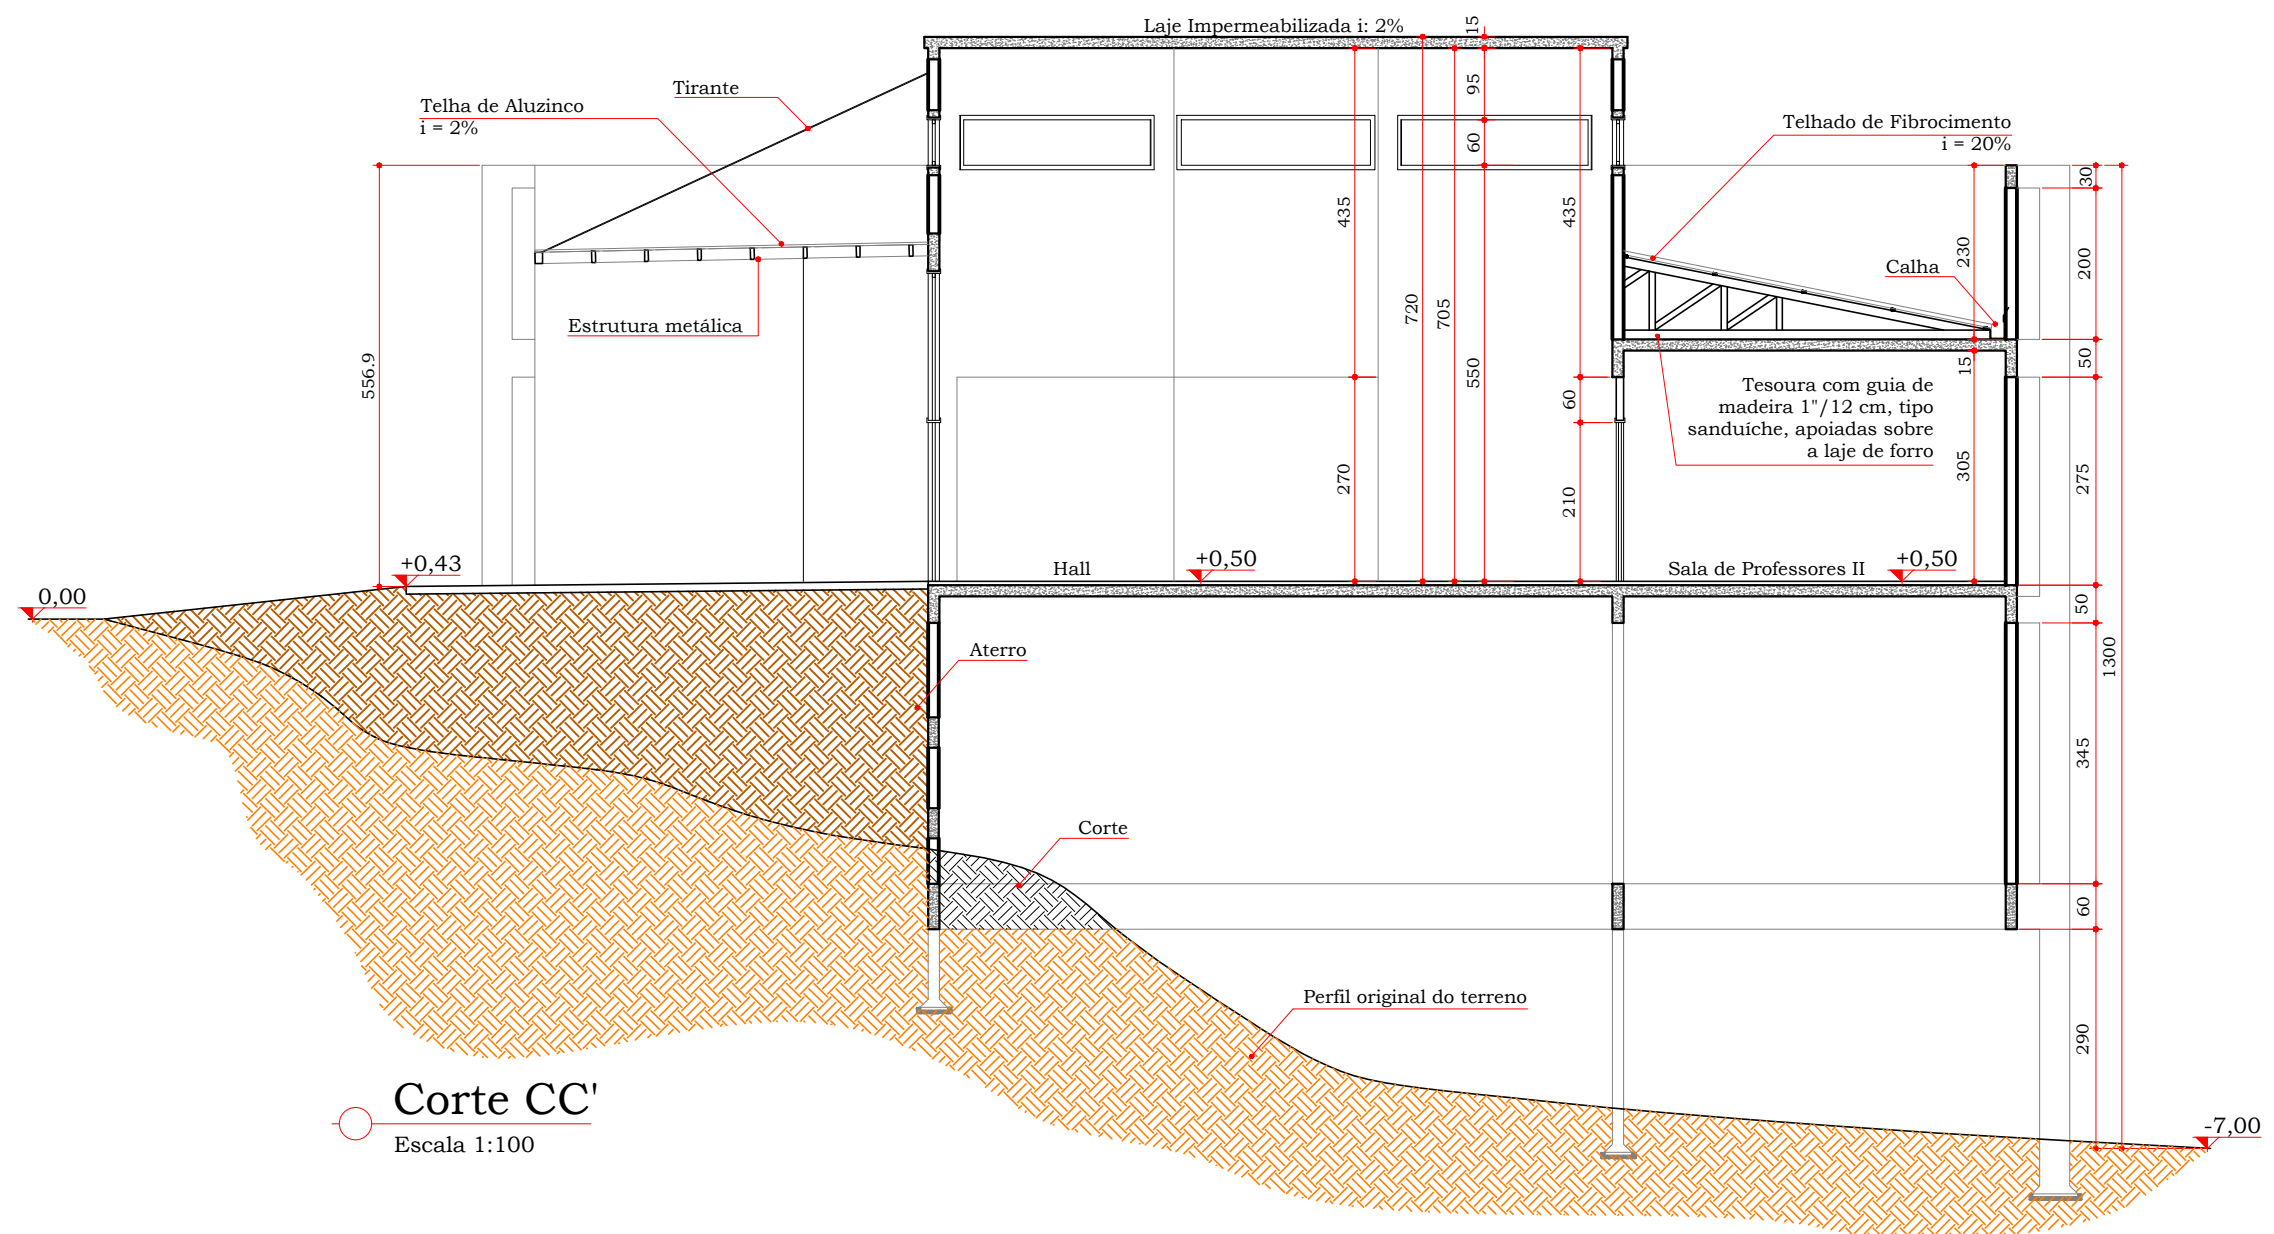 Laje Impermeabilizada i: 2%
15
Tirante
Telha de Aluzinco
i = 2%
95
60
Telhado de Fibrocimento
i = 20%
30
435
435
230
200
Calha
Estrutura metálica
720
705
556.9
550
15
50
60
Tesoura com guia de
madeira 1"/12 cm, tipo
sanduíche, apoiadas sobre
a laje de forro
270
210
305
275
+0,43
Hall
+0,50
Sala de Professores II
+0,50
0,00
50
Aterro
1300
345
Corte
60
Perfil original do terreno
290
Corte CC'
Escala 1:100
-7,00